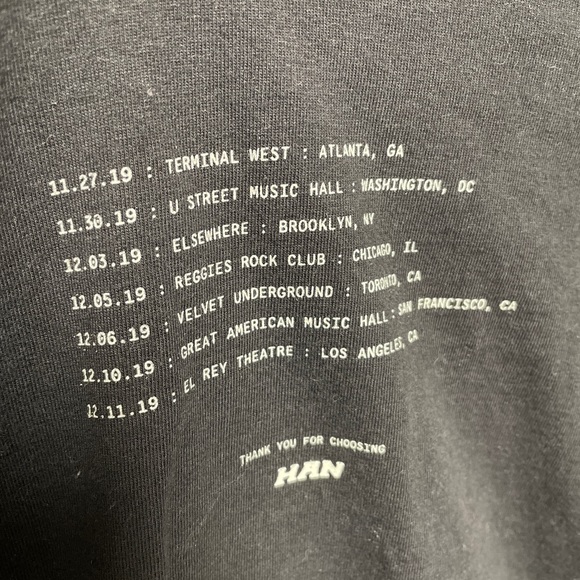 11.27.19 : TERMINAL WEST : ATLANTA, GA
11.30.19 : U STREET MUSIC HALL : WASHINGTON, DC
12.03.19 : ELSEWHERE : BROOKLYN, NY
12.05.19 : REGGIES ROCK CLUB : CHICAGO, IL
12.06.19 : VELVET UNDERGROUND : TORONTO, CA
12.10.19 : GREAT AMERICAN MUSIC HALL : SAN FRANCISCO, CA
12.11.19 : EL REY THEATRE : LOS ANGELES, CA
THANK YOU FOR CHOOSING
HAN